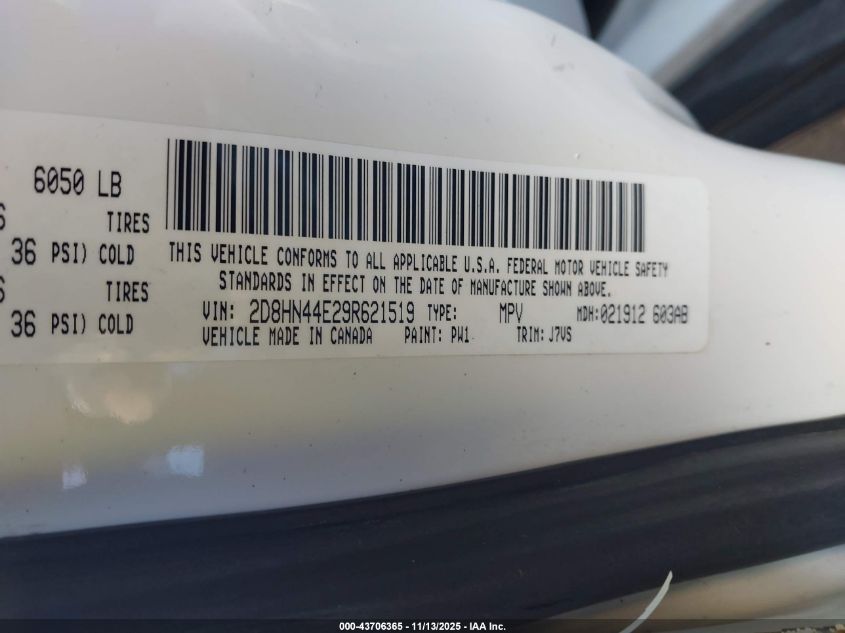 6050 LB
TIRES
36 PSI) COLD
TIRES
36 PSI) COLD
THIS VEHICLE CONFORMS TO ALL APPLICABLE U.S.A. FEDERAL MOTOR VEHICLE SAFETY
STANDARDS IN EFFECT ON THE DATE OF MANUFACTURE SHOWN ABOVE.
VIN: 2D8HN44E29R621519 TYPE: MPV MDH:021912 603AB
VEHICLE MADE IN CANADA PAINT: PW1 TRIM: J7VS
000-43706365 - 11/13/2025 - IAA Inc.